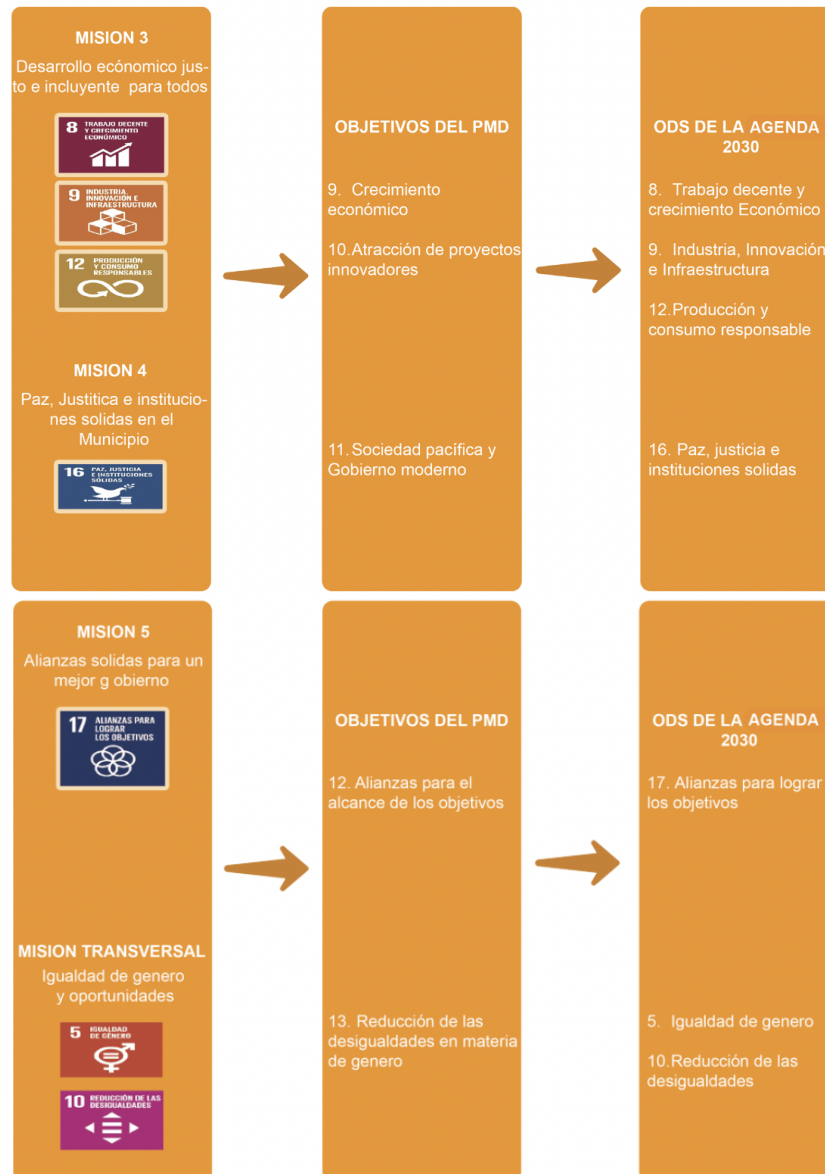 MISION 3
Desarrollo ecónomico jus-
to e incluyente para todos
8 TRABAJO DECENTE
Y CRECIMIENTO
ECONÓMICO
9 INDUSTRIA,
INNOVACIÓN E
INFRAESTRUCTURA
12 PRODUCCIÓN
Y CONSUMO
RESPONSABLES
MISION 4
Paz, Justitica e institucio-
nes solidas en el
Municipio
16 PAZ, JUSTICIA
E INSTITUCIONES
SÓLIDAS
OBJETIVOS DEL PMD
9. Crecimiento
económico
10.Atracción de proyectos
innovadores
11.Sociedad pacífica y
Gobierno moderno
ODS DE LA AGENDA
2030
8. Trabajo decente y
crecimiento Económico
9. Industria, Innovación
e Infraestructura
12.Producción y
consumo responsable
16. Paz, justicia e
instituciones solidas
MISION 5
Alianzas solidas para un
mejor g obierno
17 ALIANZAS PARA
LOGRAR
LOS OBJETIVOS
MISION TRANSVERSAL
Igualdad de genero
y oportunidades
5 IGUALDAD
DE GÉNERO
10 REDUCCIÓN DE LAS
DESIGUALDADES
OBJETIVOS DEL PMD
12. Alianzas para el
alcance de los objetivos
13. Reducción de las
desigualdades en materia
de genero
ODS DE LA AGENDA
2030
17. Alianzas para lograr
los objetivos
5. Igualdad de genero
10.Reducción de las
desigualdades